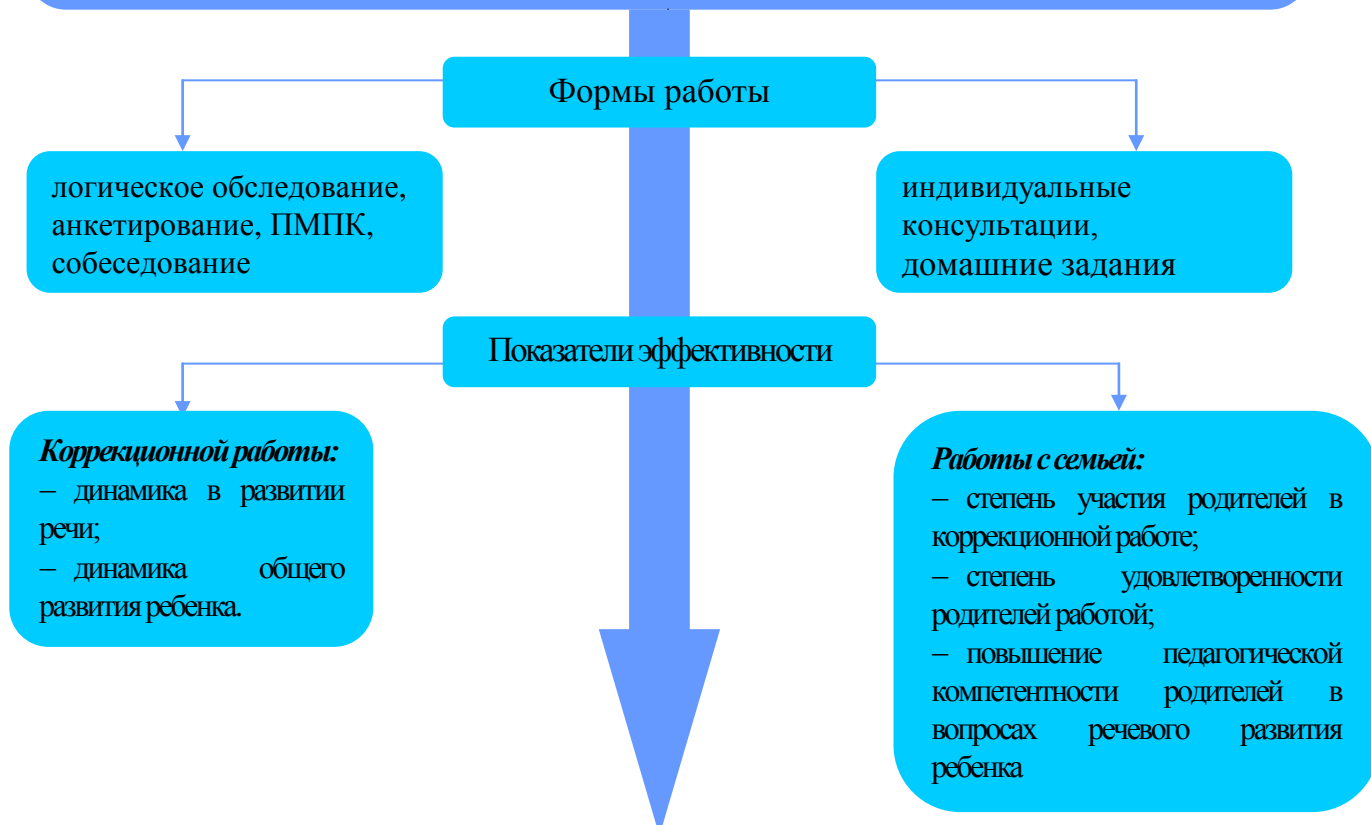 Формы работы
логическое обследование,
анкетирование, ПМПК,
собеседование
индивидуальные
консультации,
домашние задания
Показатели эффективности
Коррекционной работы:
– динамика в развитии
речи;
– динамика общего
развития ребенка.
Работы с семьей:
– степень участия родителей в
коррекционной работе;
– степень удовлетворенности
родителей работой;
– повышение педагогической
компетентности родителей в
вопросах речевого развития
ребенка